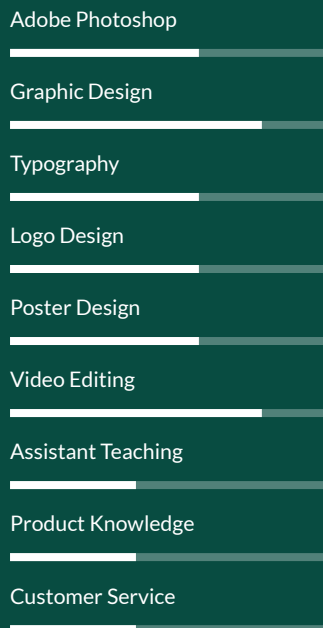 Adobe Photoshop
Graphic Design
Typography
Logo Design
Poster Design
Video Editing
Assistant Teaching
Product Knowledge
Customer Service